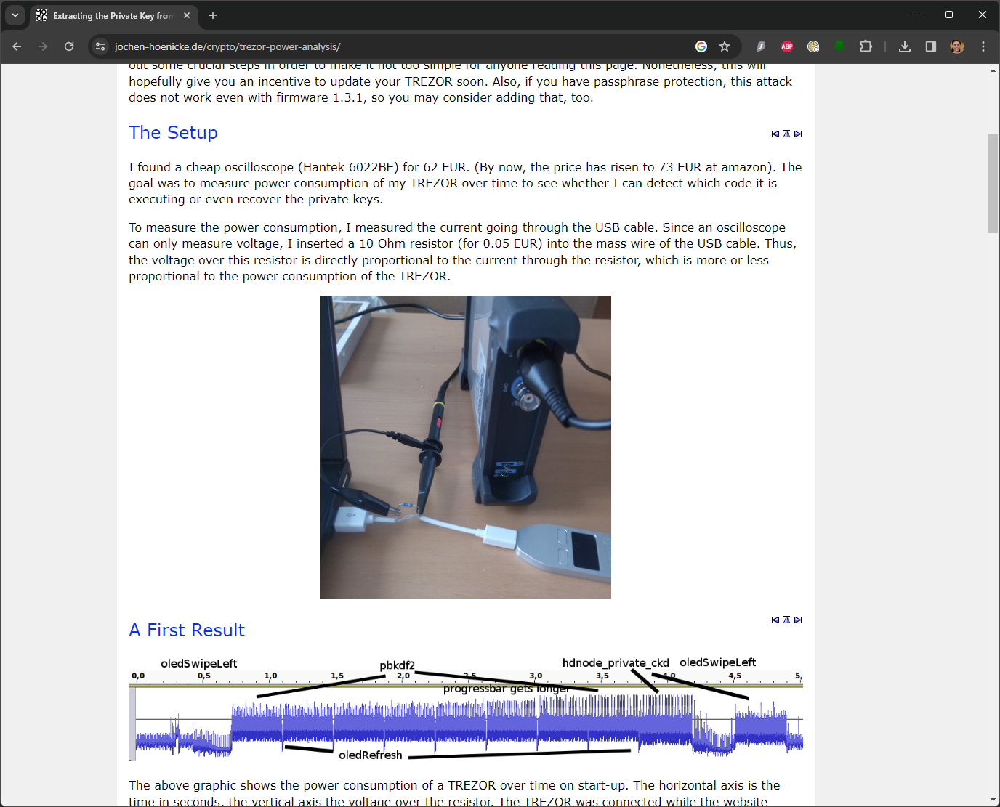 Extracting the Private Key from
jochen-hoenicke.de/crypto/trezor-power-analysis/
ABP
out some crucial steps in order to make it not too simple for anyone reading this page. Nonetheless, this will
hopefully give you an incentive to update your TREZOR soon. Also, if you have passphrase protection, this attack
does not work even with firmware 1.3.1, so you may consider adding that, too.
The Setup
I found a cheap oscilloscope (Hantek 6022BE) for 62 EUR. (By now, the price has risen to 73 EUR at amazon). The
goal was to measure power consumption of my TREZOR over time to see whether I can detect which code it is
executing or even recover the private keys.
To measure the power consumption, I measured the current going through the USB cable. Since an oscilloscope
can only measure voltage, I inserted a 10 Ohm resistor (for 0.05 EUR) into the mass wire of the USB cable. Thus,
the voltage over this resistor is directly proportional to the current through the resistor, which is more or less
proportional to the power consumption of the TREZOR.
A First Result
oledSwipeLeft pbkdf2 hdnode_private_ckd oledSwipeLeft
0,0 0,5 1,0 1,5 2,0 2,5 3,0 3,5 4,0 4,5 5,
progressbar gets longer
oledRefresh
The above graphic shows the power consumption of a TREZOR over time on start-up. The horizontal axis is the
time in seconds, the vertical axis the voltage over the resistor. The TREZOR was connected while the website